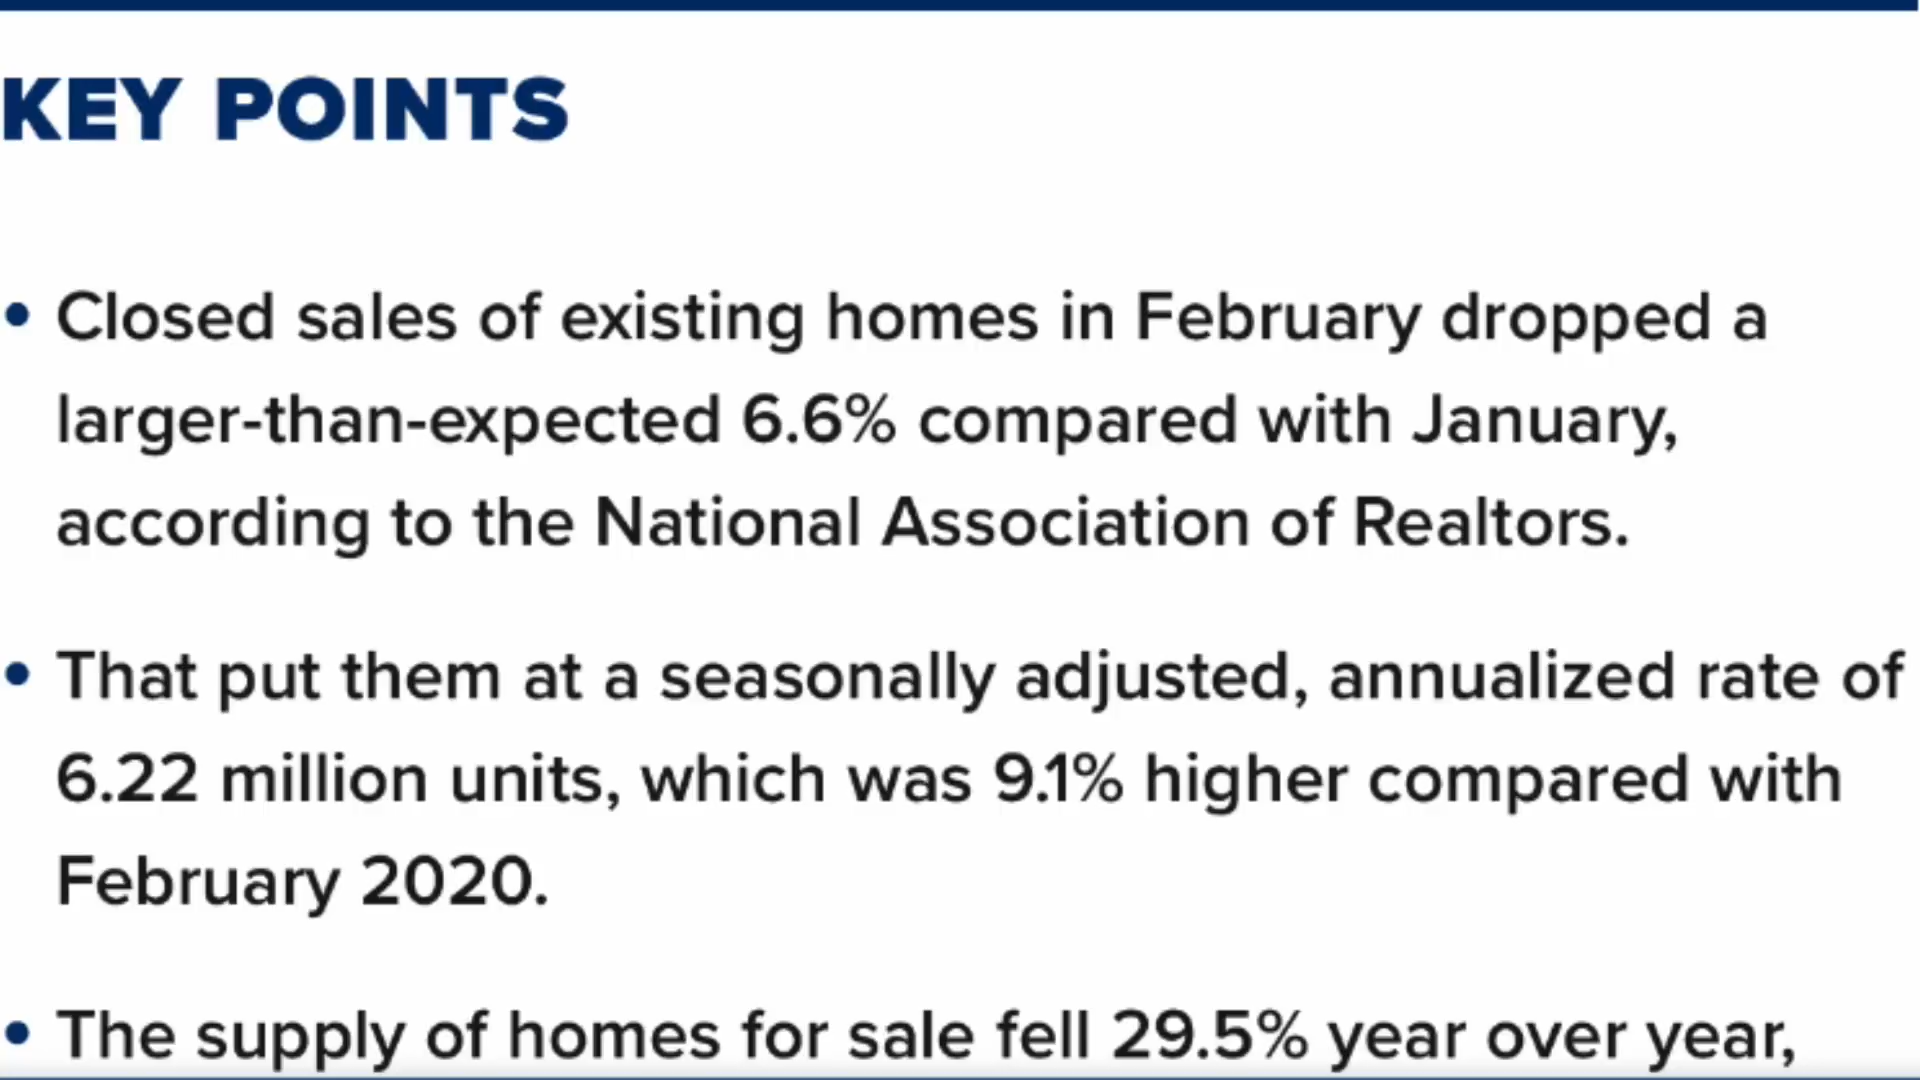 KEY POINTS
• Closed sales of existing homes in February dropped a
larger-than-expected 6.6% compared with January,
according to the National Association of Realtors.
• That put them at a seasonally adjusted, annualized rate of
6.22 million units, which was 9.1% higher compared with
February 2020.
• The supply of homes for sale fell 29.5% year over year,